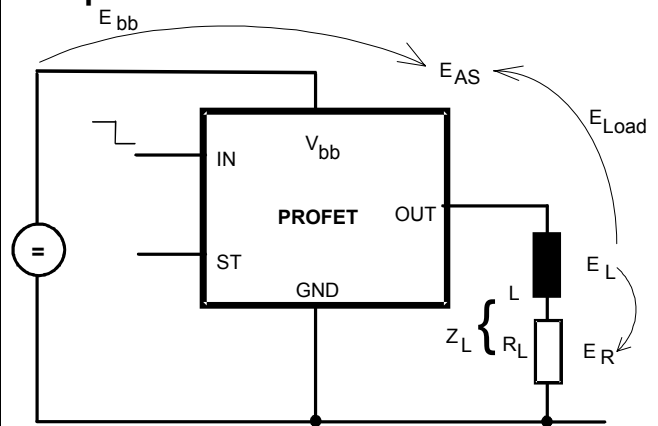 E bb
E AS
E Load
V bb
IN
PROFET
OUT
ST
GND
E L
L
Z L {
R L
E R
=